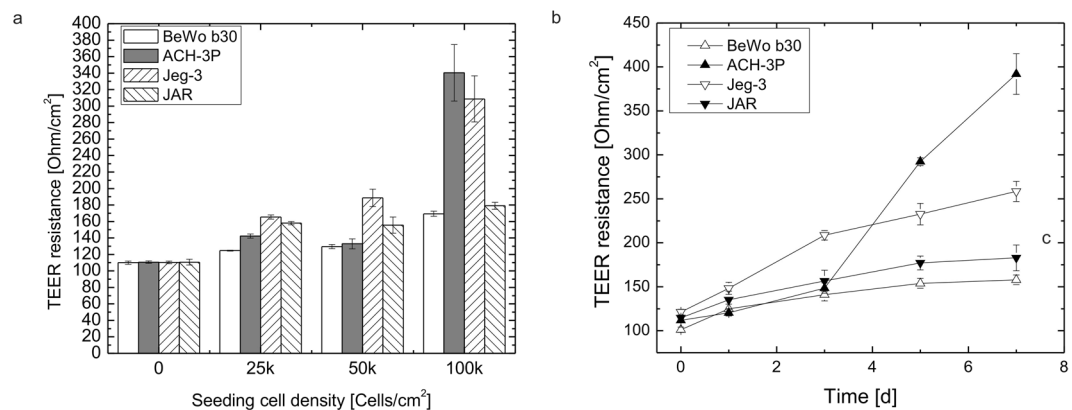 a
TEER resistance [Ohm/cm²]
400
380
360
340
320
300
280
260
240
220
200
180
160
140
120
100
80
60
40
20
0
BeWo b30
ACH-3P
Jeg-3
JAR
0 25k 50k 100k
Seeding cell density [Cells/cm²]
b
TEER resistance [Ohm/cm²]
450
400
350
300
250
200
150
100
BeWo b30
ACH-3P
Jeg-3
JAR
c
0 2 4 6 8
Time [d]